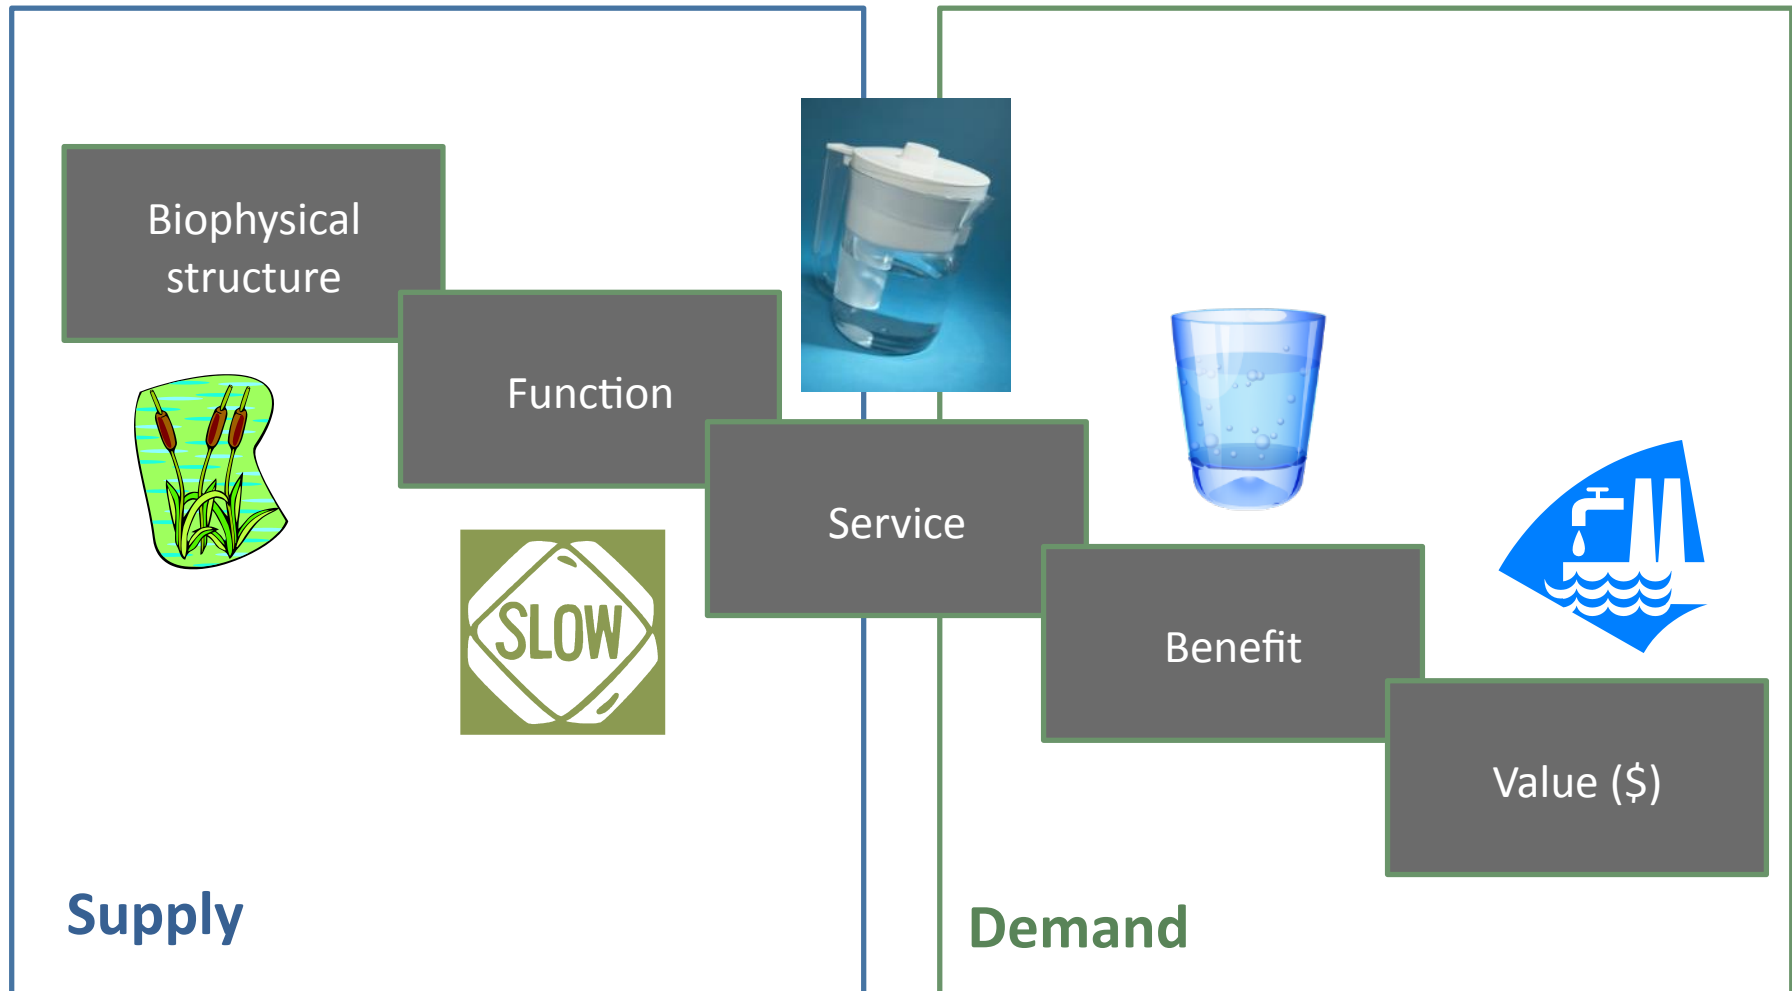 Biophysical
structure
Function
SLOW
Service
Benefit
Value ($)
Supply
Demand